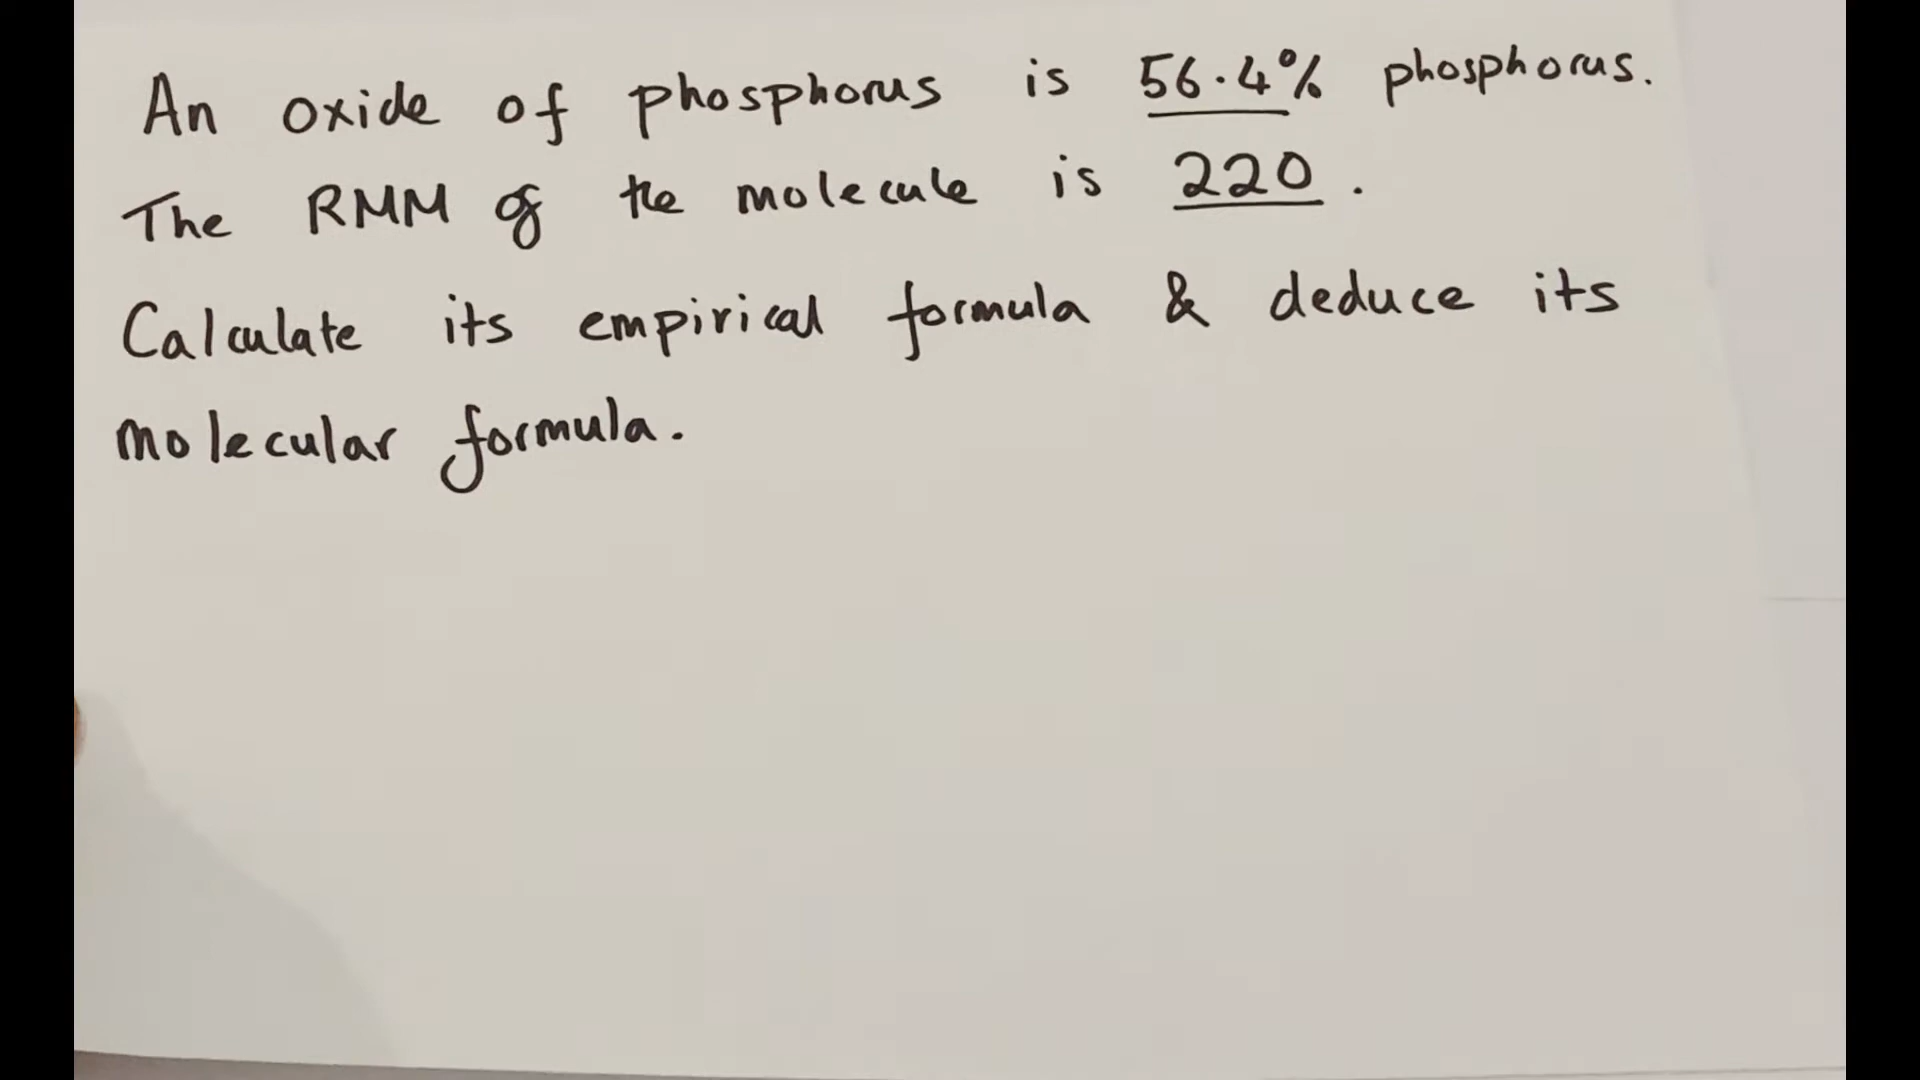 An oxide of phosphorus is 56.4% phosphorus.
The RMM of the molecule is 220.
Calculate its empirical formula & deduce its
molecular formula.